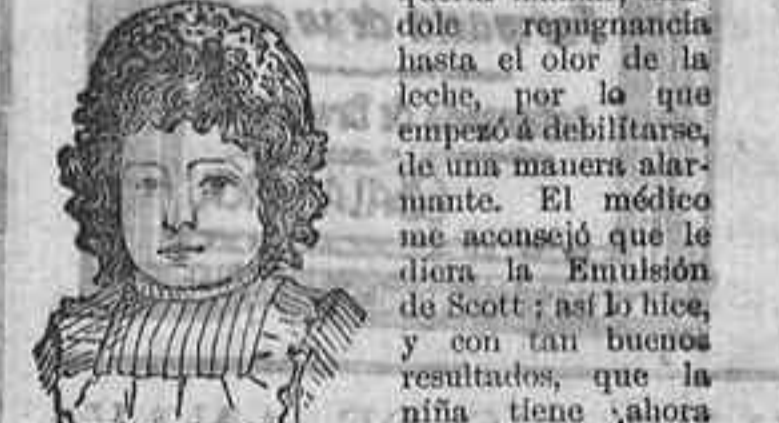 dole repugnancia
hasta el olor de la
leche, por lo que
empezó á debilitarse,
de una manera alar-
mante. El médico
me aconsejó que le
diera la Emulsión
de Scott ; así lo hice,
y con tan buenos
resultados, que la
niña tiene ahora